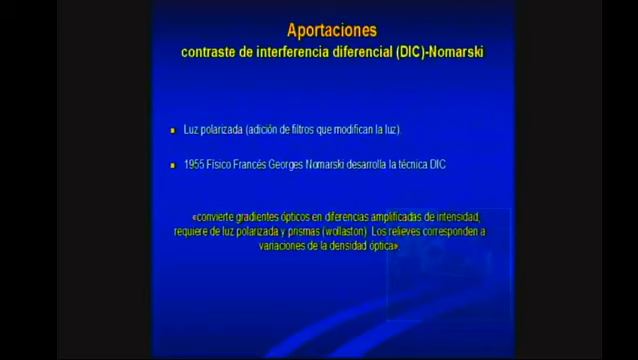 Aportaciones
contraste de interferencia diferencial (DIC)-Nomarski
Luz polarizada (adición de filtros que modifican la luz).
1955 Físico Francés Georges Nomarski desarrolla la técnica DIC
«convierte gradientes ópticos en diferencias amplificadas de intensidad,
requiere de luz polarizada y prismas (wollaston). Los relieves corresponden a
variaciones de la densidad óptica».